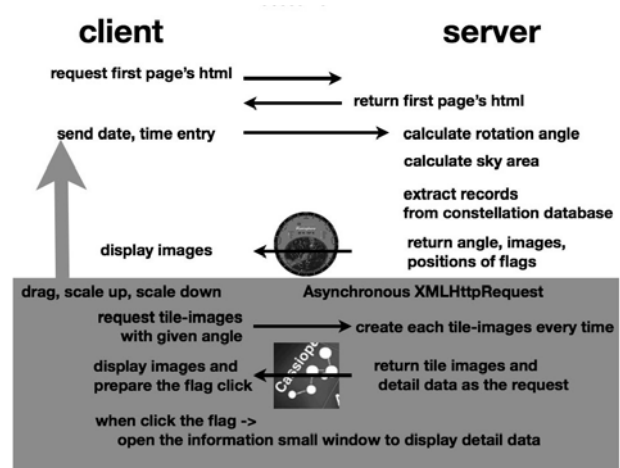 client
server
request first page's html
return first page's html
send date, time entry
calculate rotation angle
calculate sky area
extract records
from constellation database
display images
return angle, images,
positions of flags
drag, scale up, scale down
Asynchronous XMLHttpRequest
request tile-images
with given angle
create each tile-images every time
display images and
prepare the flag click
Cassiope
return tile images and
detail data as the request
when click the flag ->
open the information small window to display detail data